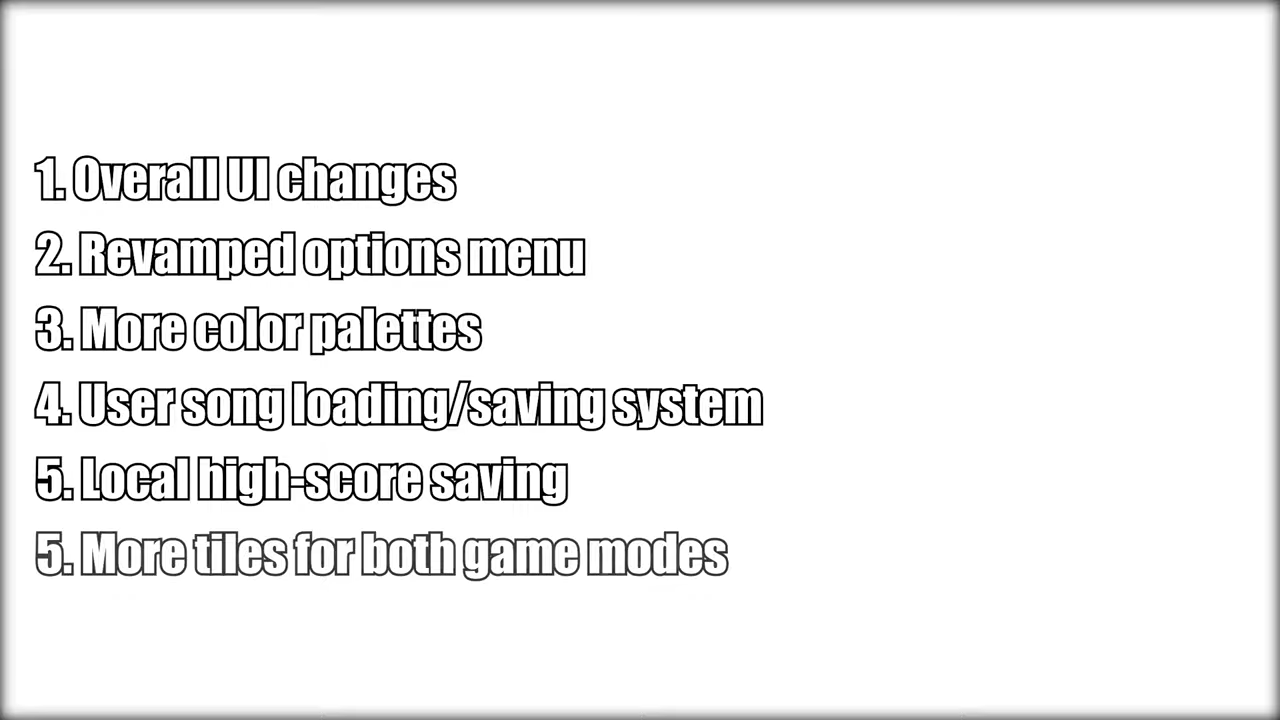 1. Overall UI changes
2. Revamped options menu
3. More color palettes
4. User song loading/saving system
5. Local high-score saving
5. More tiles for both game modes